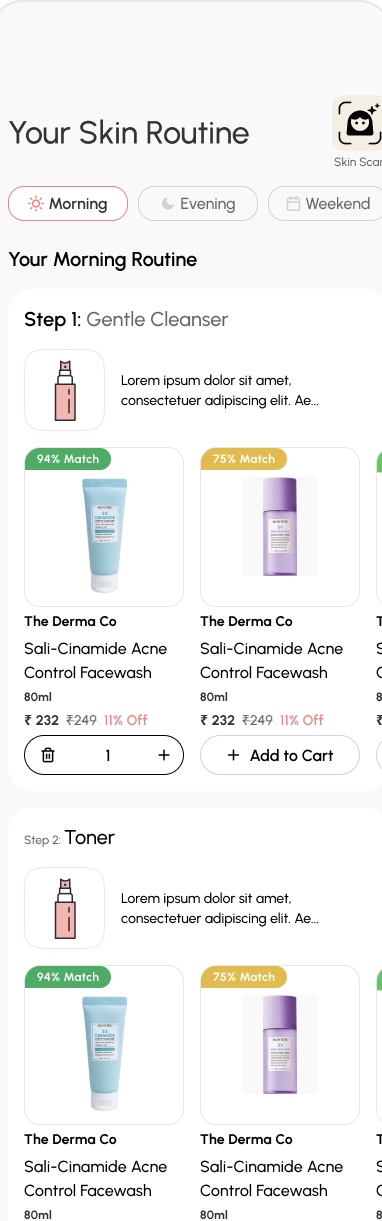 Your Skin Routine
Skin Scan
Morning
Evening
Weekend
Your Morning Routine
Step 1: Gentle Cleanser
Lorem ipsum dolor sit amet,
consectetuer adipiscing elit. Ae...
94% Match
75% Match
The Derma Co
The Derma Co
Sali-Cinamide Acne
Control Facewash
Sali-Cinamide Acne
Control Facewash
80ml
80ml
₹ 232 ₹249 11% Off
₹ 232 ₹249 11% Off
1
+ Add to Cart
Step 2: Toner
Lorem ipsum dolor sit amet,
consectetuer adipiscing elit. Ae...
94% Match
75% Match
The Derma Co
The Derma Co
Sali-Cinamide Acne
Control Facewash
Sali-Cinamide Acne
Control Facewash
80ml
80ml